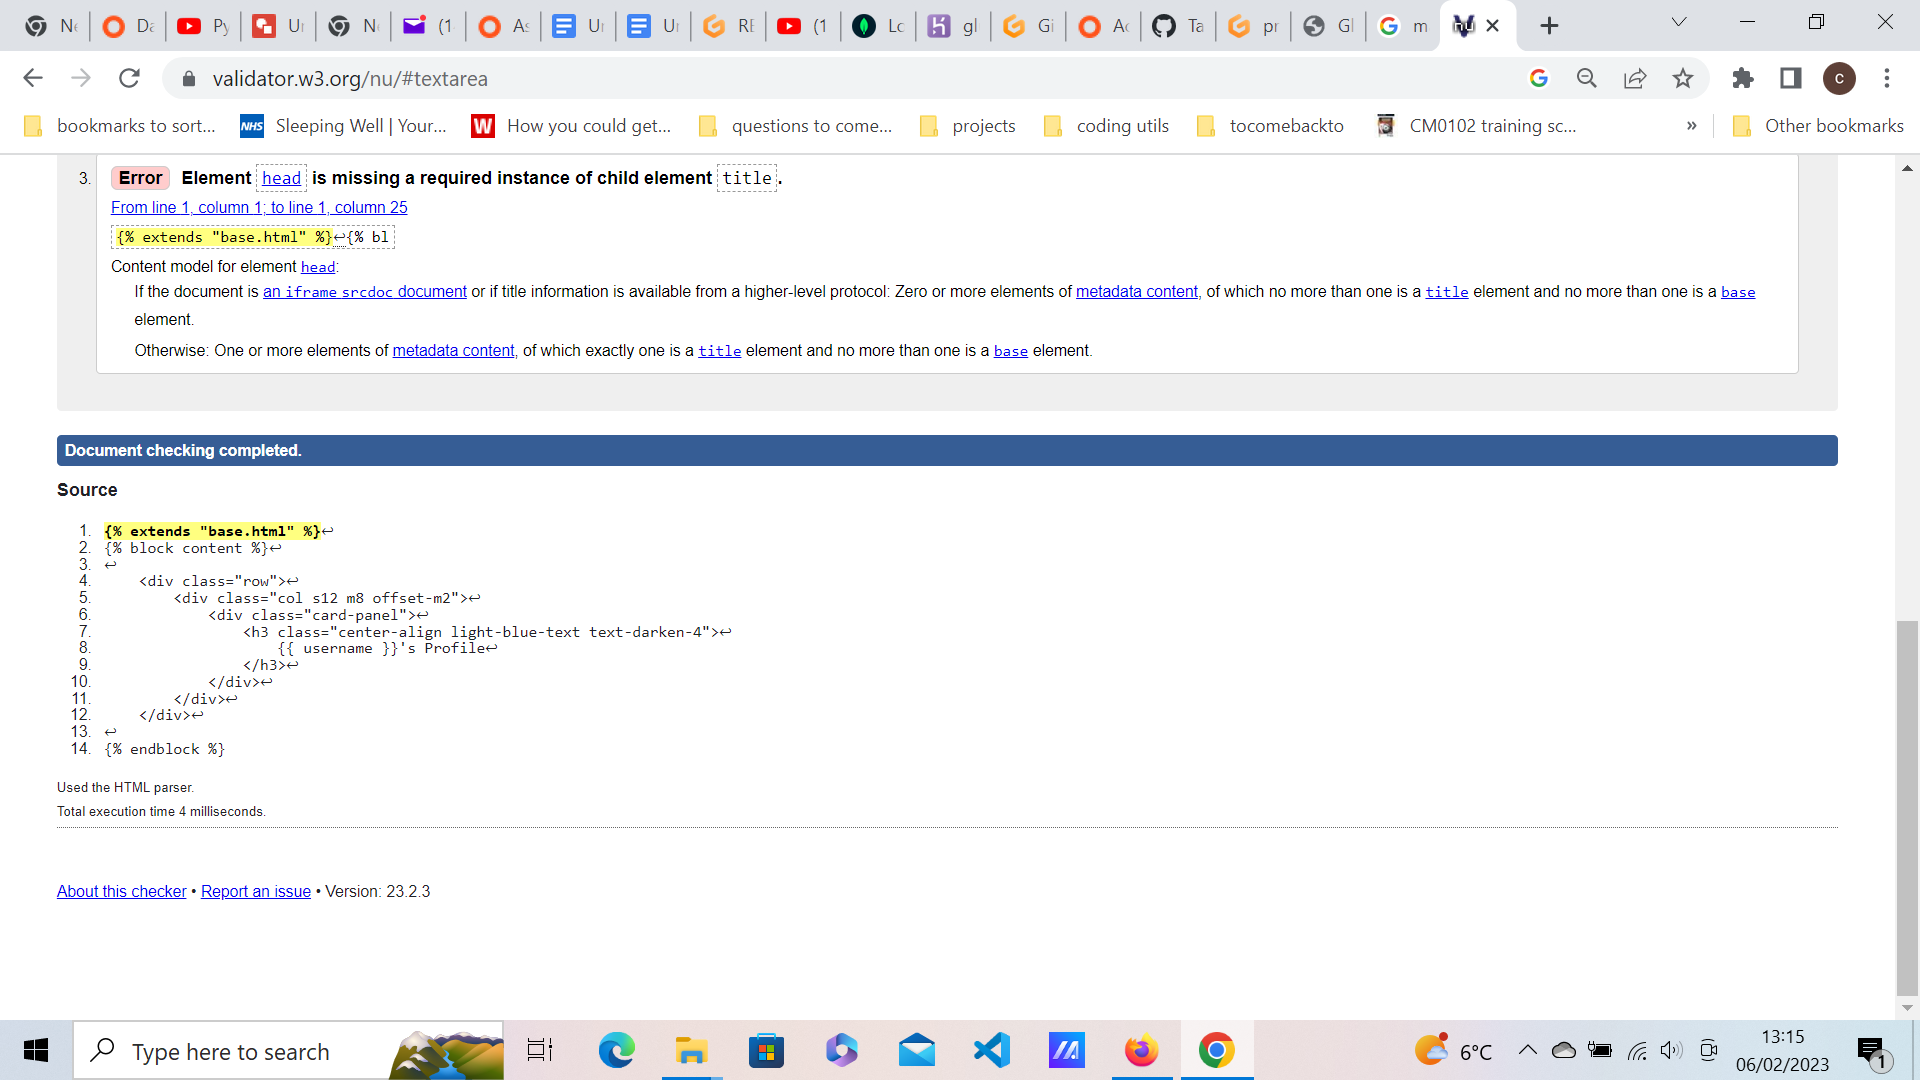 Ne
Da
Py
Ur
Ne
(1
As
Ur
Ur
RE
(1
Lo
gl
Gi
Ac
Ta
pr
Gl
m
validator.w3.org/nu/#textarea
c
bookmarks to sort...
NHS
Sleeping Well | Your...
W
How you could get...
questions to come...
projects
coding utils
tocomebackto
CM0102 training sc...
»
Other bookmarks
3. Error Element head is missing a required instance of child element title.
From line 1, column 1; to line 1, column 25
{% extends "base.html" %}↩{% bl
Content model for element head:
If the document is an iframe srcdoc document or if title information is available from a higher-level protocol: Zero or more elements of metadata content, of which no more than one is a title element and no more than one is a base
element.
Otherwise: One or more elements of metadata content, of which exactly one is a title element and no more than one is a base element.
Document checking completed.
Source
1. {% extends "base.html" %}↩
2. {% block content %}↩
3. ↩
4. <div class="row">↩
5. <div class="col s12 m8 offset-m2">↩
6. <div class="card-panel">↩
7. <h3 class="center-align light-blue-text text-darken-4">↩
8. {{ username }}'s Profile↩
9. </h3>↩
10. </div>↩
11. </div>↩
12. </div>↩
13. ↩
14. {% endblock %}
Used the HTML parser.
Total execution time 4 milliseconds.
About this checker • Report an issue • Version: 23.2.3
Type here to search
6°C
13:15
06/02/2023
1